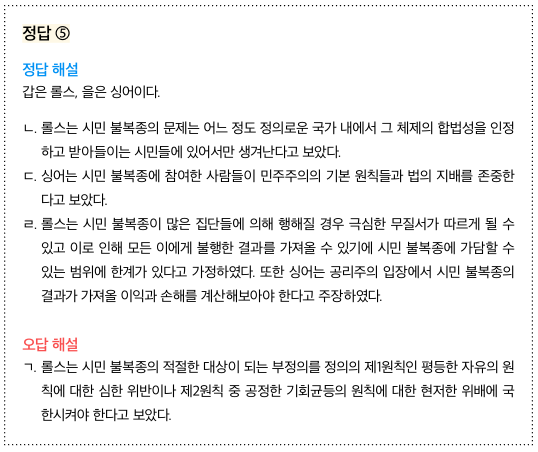 정답 ⑤
정답 해설
갑은 롤스, 을은 싱어이다.
ㄴ. 롤스는 시민 불복종의 문제는 어느 정도 정의로운 국가 내에서 그 체제의 합법성을 인정
하고 받아들이는 시민들에 있어서만 생겨난다고 보았다.
ㄷ. 싱어는 시민 불복종에 참여한 사람들이 민주주의의 기본 원칙들과 법의 지배를 존중한
다고 보았다.
ㄹ. 롤스는 시민 불복종이 많은 집단들에 의해 행해질 경우 극심한 무질서가 따르게 될 수
있고 이로 인해 모든 이에게 불행한 결과를 가져올 수 있기에 시민 불복종에 가담할 수
있는 범위에 한계가 있다고 가정하였다. 또한 싱어는 공리주의 입장에서 시민 불복종의
결과가 가져올 이익과 손해를 계산해보아야 한다고 주장하였다.
오답 해설
ㄱ. 롤스는 시민 불복종의 적절한 대상이 되는 부정의를 정의의 제1원칙인 평등한 자유의 원
칙에 대한 심한 위반이나 제2원칙 중 공정한 기회균등의 원칙에 대한 현저한 위배에 국
한시켜야 한다고 보았다.